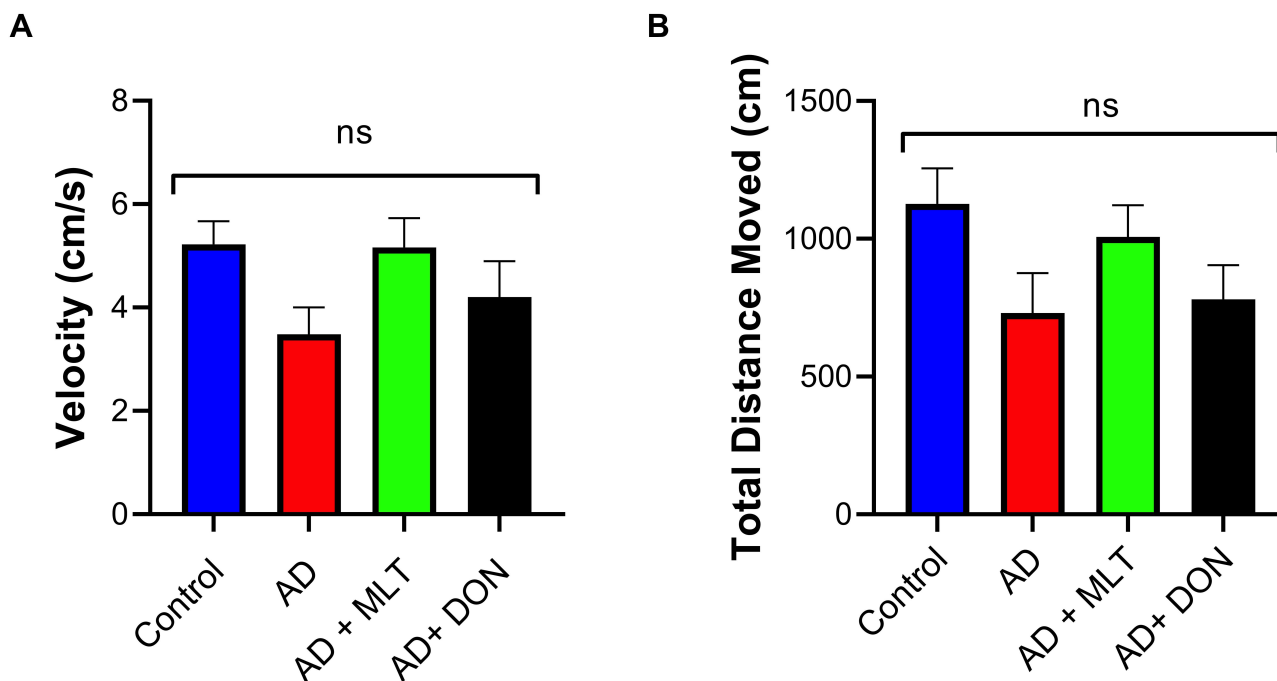 A
Velocity (cm/s)
8
6
4
2
0
ns
Control
AD
AD + MLT
AD+ DON
B
Total Distance Moved (cm)
1500
1000
500
0
ns
Control
AD
AD + MLT
AD+ DON